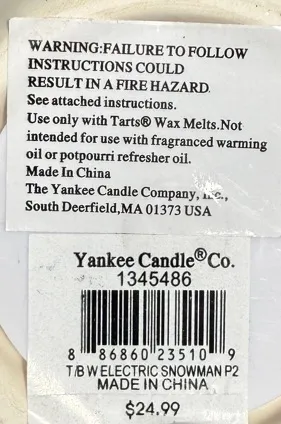 WARNING:FAILURE TO FOLLOW
INSTRUCTIONS COULD
RESULT IN A FIRE HAZARD.
See attached instructions.
Use only with Tarts® Wax Melts.Not
intended for use with fragranced warming
oil or potpourri refresher oil.
Made In China
The Yankee Candle Company, Inc.,
South Deerfield,MA 01373 USA
Yankee Candle® Co.
1345486
8 86860 23510 9
T/B W ELECTRIC SNOWMAN P2
MADE IN CHINA
$24.99